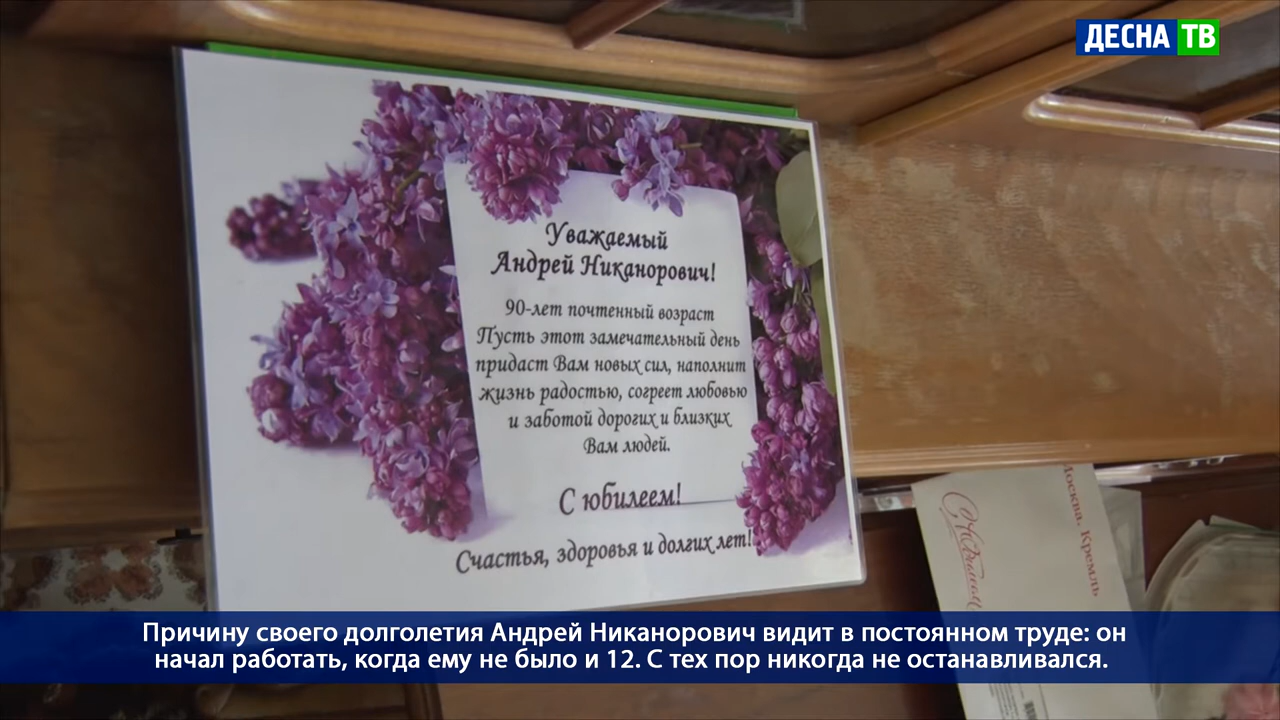 ДЕСНА ТВ
Уважаемый
Андрей Никанорович!
90-лет почтенный возраст
Пусть этот замечательный день
придаст Вам новых сил, наполнит
жизнь радостью, согреет любовью
и заботой дорогих и близких
Вам людей.
С юбилеем!
Счастья, здоровья и долгих лет!
Москва. Кремль
С юбилеем
Причину своего долголетия Андрей Никанорович видит в постоянном труде: он
начал работать, когда ему не было и 12. С тех пор никогда не останавливался.